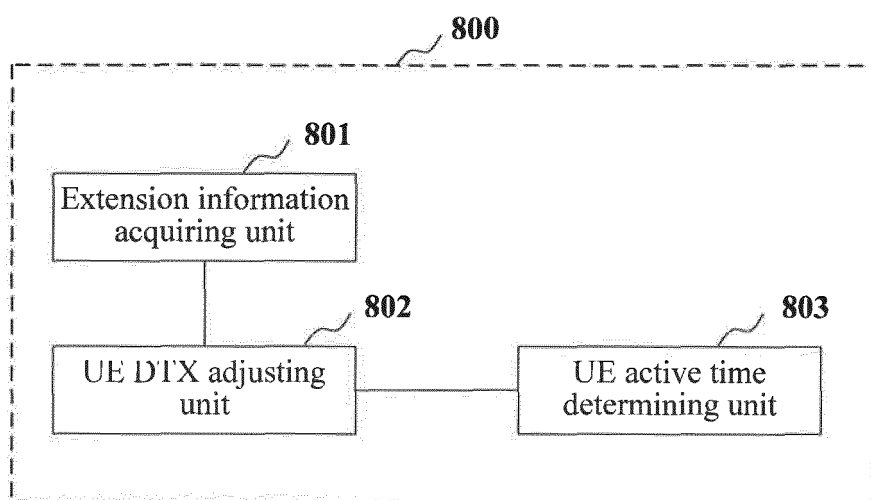 800
801
Extension information
acquiring unit
802
803
UE DTX adjusting
unit
UE active time
determining unit